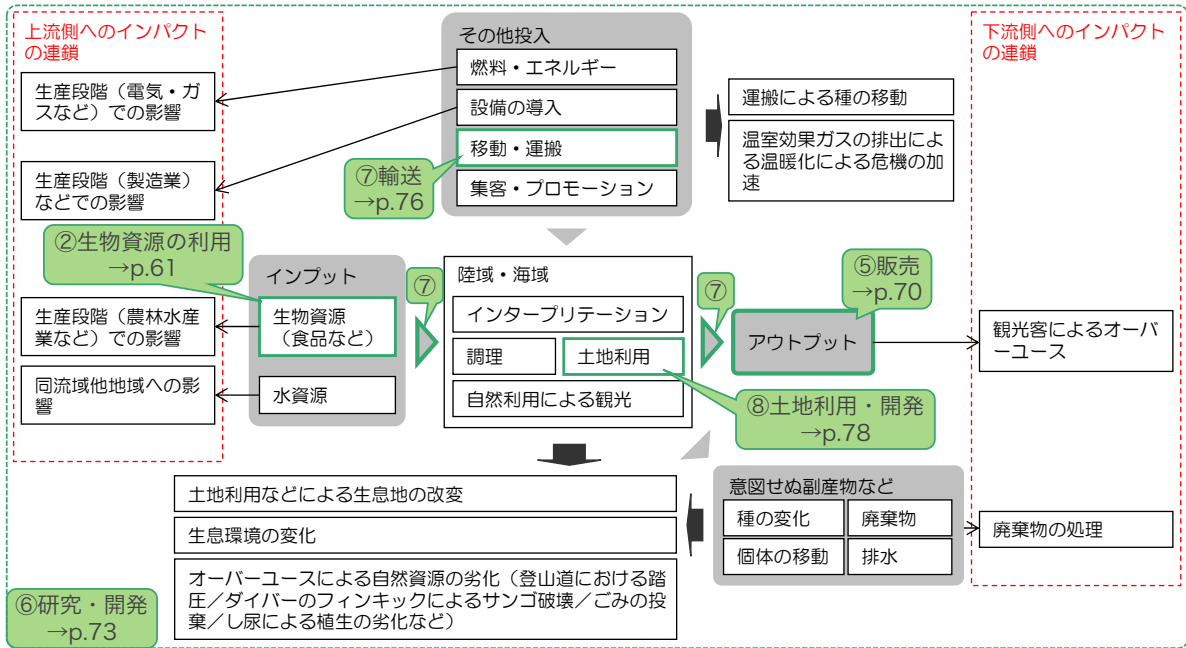 上流側へのインパクト
の連鎖
その他投入
下流側へのインパクト
の連鎖
燃料・エネルギー
設備の導入
移動・運搬
集客・プロモーション
生産段階（電気・ガ
スなど）での影響
生産段階（製造業）
などでの影響
運搬による種の移動
温室効果ガスの排出によ
る温暖化による危機の加
速
⑦輸送
→p.76
②生物資源の利用
→p.61
インプット
⑦
陸域・海域
⑦
⑤販売
→p.70
生産段階（農林水産
業など）での影響
生物資源
（食品など）
インタープリテーション
調理
土地利用
アウトプット
観光客によるオーバ
ーユース
同流域他地域への影
響
水資源
自然利用による観光
⑧土地利用・開発
→p.78
土地利用などによる生息地の改変
生息環境の変化
オーバーユースによる自然資源の劣化（登山道における踏
圧／ダイバーのフィンキックによるサンゴ破壊／ごみの投
棄／し尿による植生の劣化など）
意図せぬ副産物など
種の変化
廃棄物
個体の移動
排水
廃棄物の処理
⑥研究・開発
→p.73